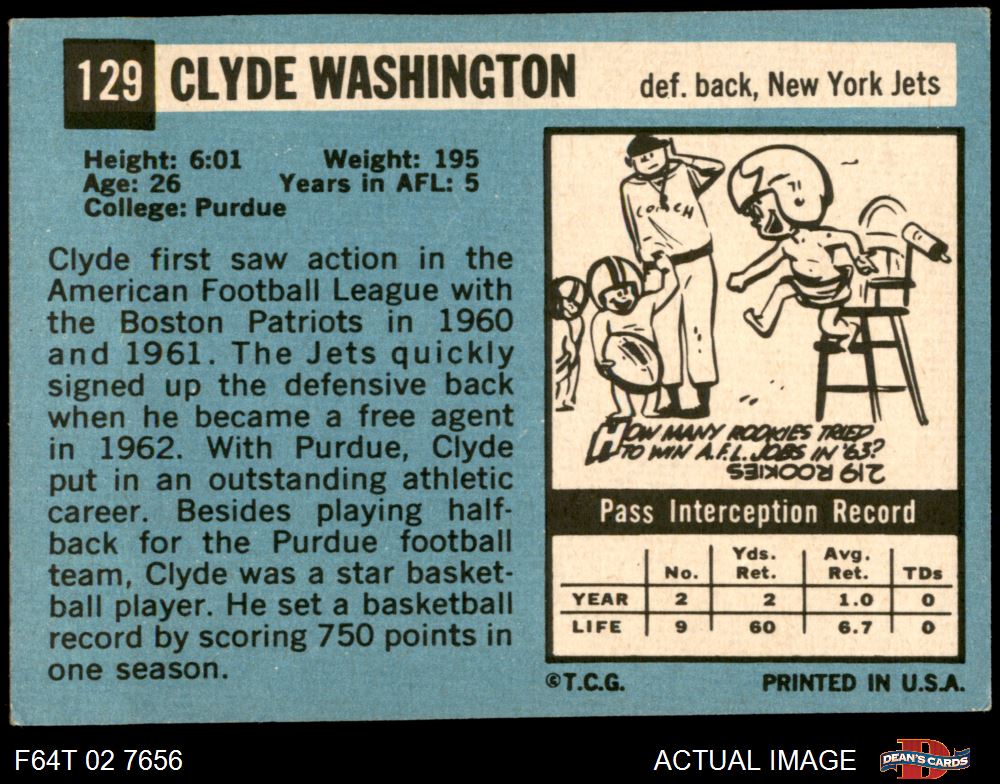 129 CLYDE WASHINGTON def. back, New York Jets
Height: 6:01 Weight: 195
Age: 26 Years in AFL: 5
College: Purdue
Clyde first saw action in the
American Football League with
the Boston Patriots in 1960
and 1961. The Jets quickly
signed up the defensive back
when he became a free agent
in 1962. With Purdue, Clyde
put in an outstanding athletic
career. Besides playing half-
back for the Purdue football
team, Clyde was a star basket-
ball player. He set a basketball
record by scoring 750 points in
one season.
COACH
HOW MANY ROOKIES TRIED
TO WIN A.F.L. JOBS IN '63?
219 ROOKIES
Pass Interception Record
No. Yds. Ret. Avg. Ret. TDs
YEAR 2 2 1.0 0
LIFE 9 60 6.7 0
©T.C.G. PRINTED IN U.S.A.
F64T 02 7656 ACTUAL IMAGE DEAN'S CARDS